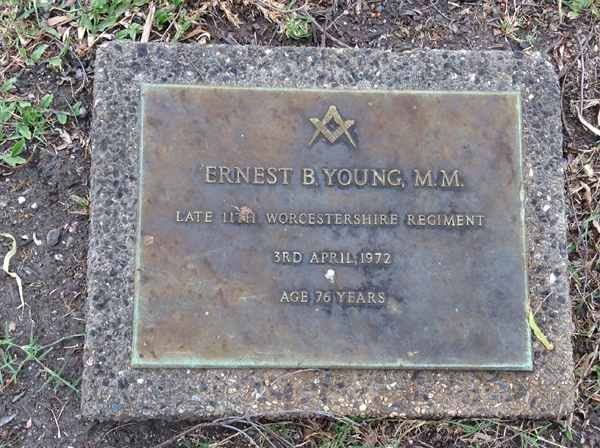 ERNEST B. YOUNG, M.M.
LATE 11TH WORCESTERSHIRE REGIMENT
3RD APRIL, 1972
AGE 76 YEARS